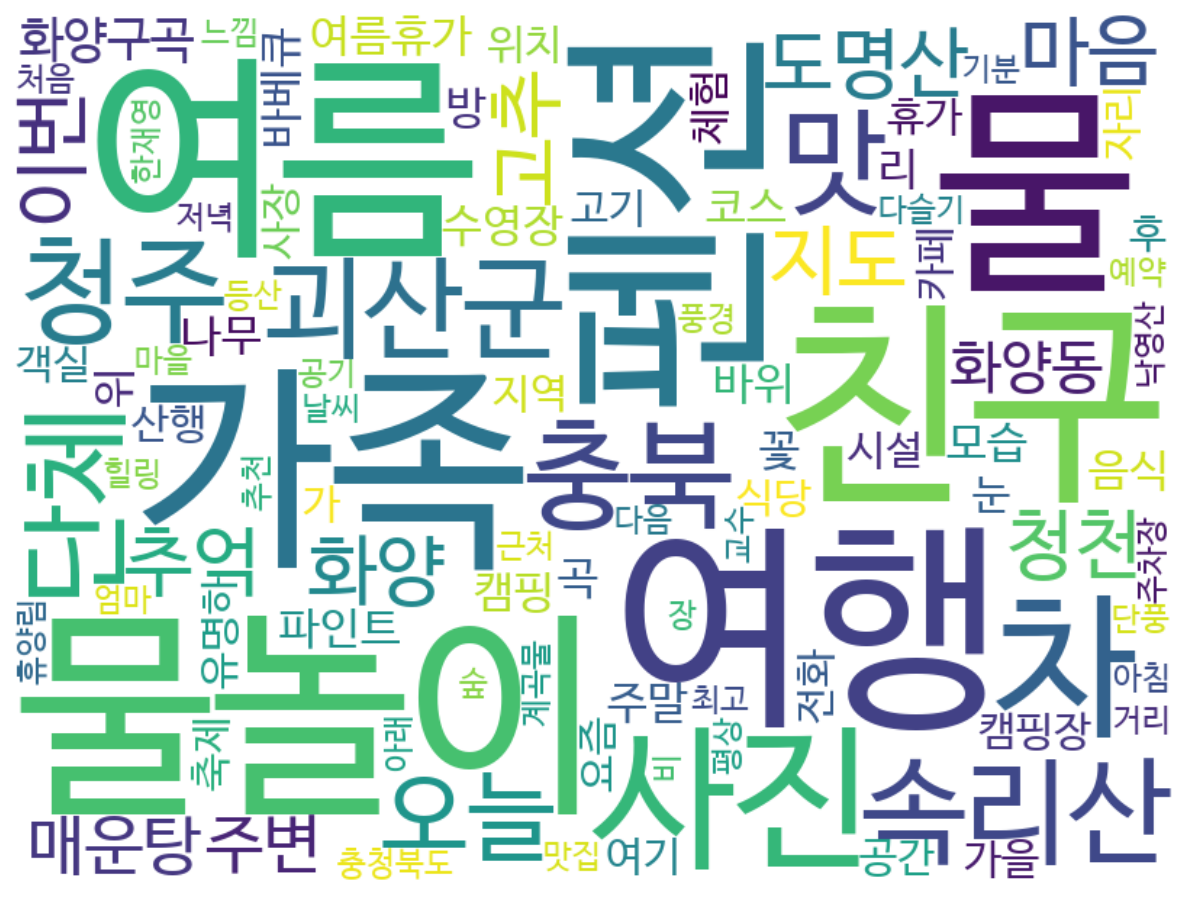 화양구곡
느낌
여름휴가
위치
펜션
도명산
기분
마음
처음
이번
한재영
요
바베큐
름
방
고추
체험
맛
휴가
리
물
자리
저녁
사장
수영장
고기
코스
다슬기
청주
등산
나무
괴산군
풍경
지도
카페
후
예약
객실
마을
위
공기
날씨
지역
바위
친구
화양동
낙영산
단체
산행
힐링
추천
가족
가
충북
식당
꽃
시설
모습
눈
음식
추억
화양
다음
근처
교수
청천
주차장
엄마
캠핑
곳
여행
장
차
단풍
휴양림
유명해
파인트
물놀이
숲
계곡물
전화
아침
주말
최고
거리
캠핑장
축제
아래
요즘
비
평상
사진
속리산
오늘
매운탕
주변
충청북도
맛집
여기
공간
가을